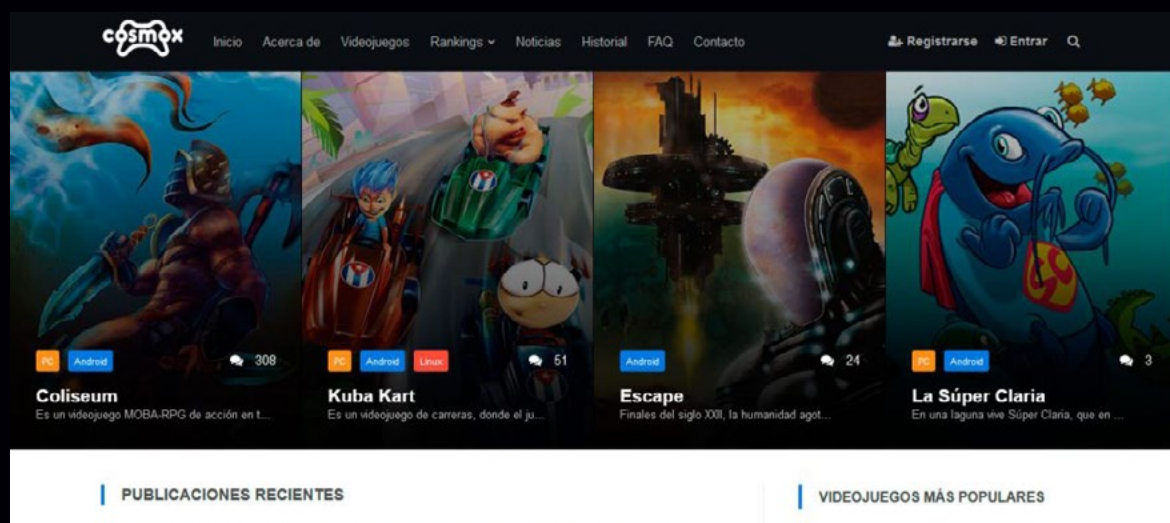 cosmox
Inicio Acerca de Videojuegos Rankings Noticias Historial FAQ Contacto Registrarse Entrar
PC Android 308
Coliseum
Es un videojuego MOBA-RPG de acción en t...
PC Android Linux 51
Kuba Kart
Es un videojuego de carreras, donde el ju...
Android 24
Escape
Finales del siglo XXII, la humanidad agot...
PC Android 3
La Súper Claria
En una laguna vive Súper Claria, que en ...
SC
PUBLICACIONES RECIENTES
VIDEOJUEGOS MÁS POPULARES